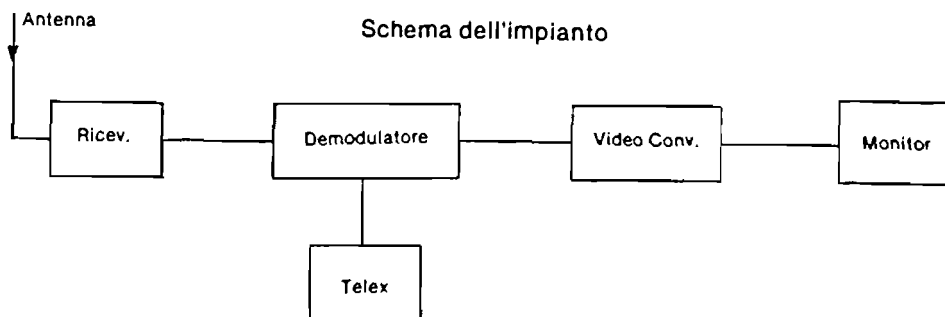 Antenna
Schema dell'impianto
Ricev.
Demodulatore
Video Conv.
Monitor
Telex